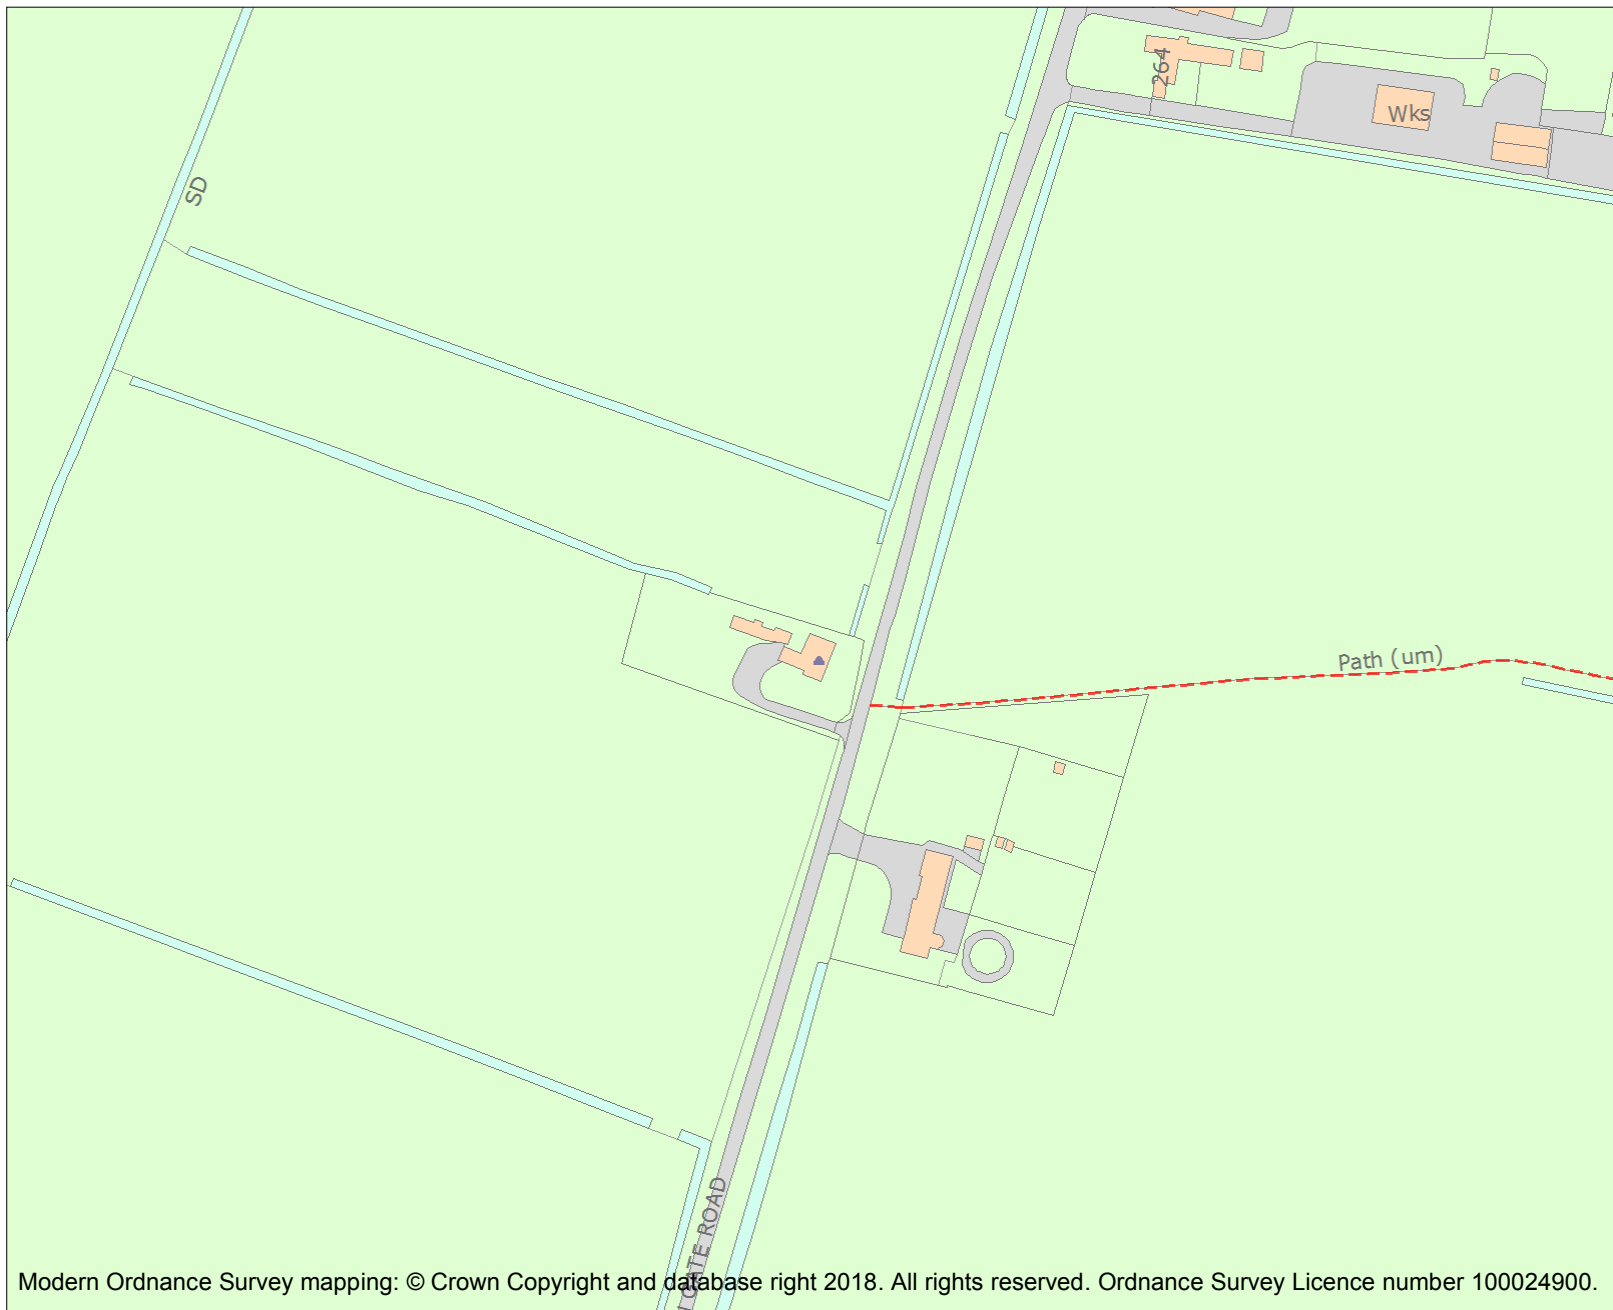 264
Wks
SD
Path (um)
GATE ROAD
Modern Ordnance Survey mapping: © Crown Copyright and database right 2018. All rights reserved. Ordnance Survey Licence number 100024900.